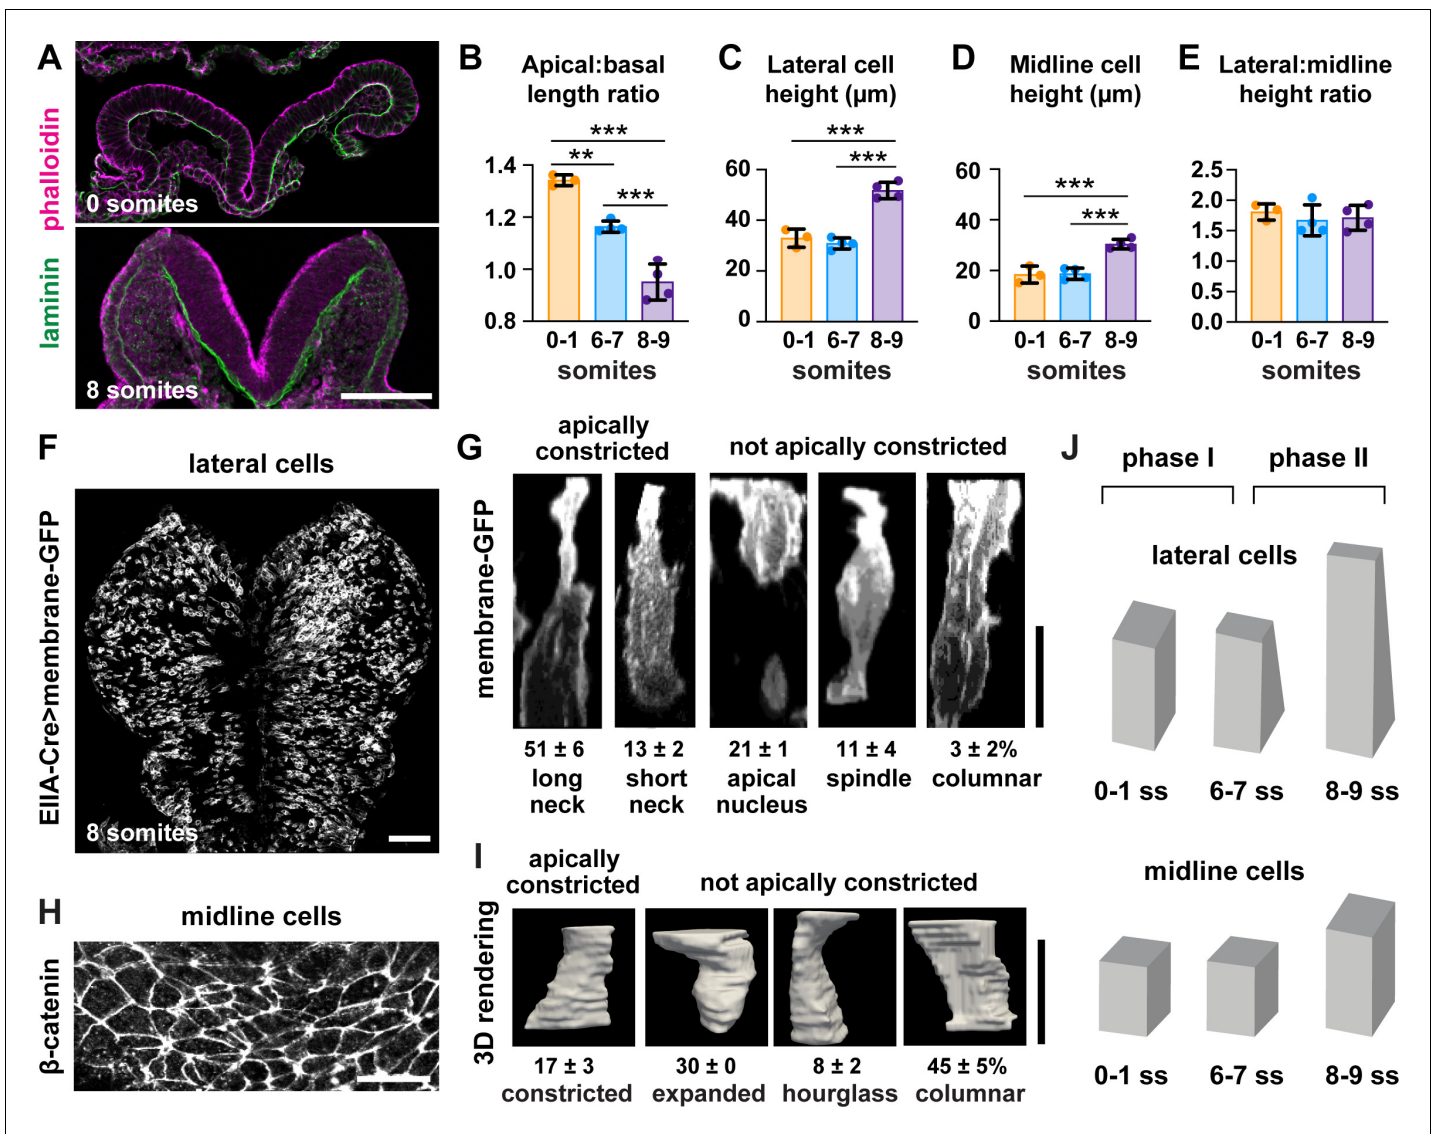 A
phalloidin
laminin
0 somites
8 somites
B
Apical:basal
length ratio
***
**
***
1.4
1.2
1.0
0.8
0-1 6-7 8-9
somites
C
Lateral cell
height (µm)
***
***
60
40
20
0
0-1 6-7 8-9
somites
D
Midline cell
height (µm)
***
***
60
40
20
0
0-1 6-7 8-9
somites
E
Lateral:midline
height ratio
2.5
2.0
1.5
1.0
0.5
0.0
0-1 6-7 8-9
somites
F
lateral cells
EIIA-Cre>membrane-GFP
8 somites
G
apically
constricted
not apically constricted
membrane-GFP
51 ± 6 13 ± 2 21 ± 1 11 ± 4 3 ± 2%
long short apical spindle columnar
neck neck nucleus
H
midline cells
β-catenin
I
apically
constricted
not apically constricted
3D rendering
17 ± 3 30 ± 0 8 ± 2 45 ± 5%
constricted expanded hourglass columnar
J
phase I phase II
lateral cells
0-1 ss 6-7 ss 8-9 ss
midline cells
0-1 ss 6-7 ss 8-9 ss